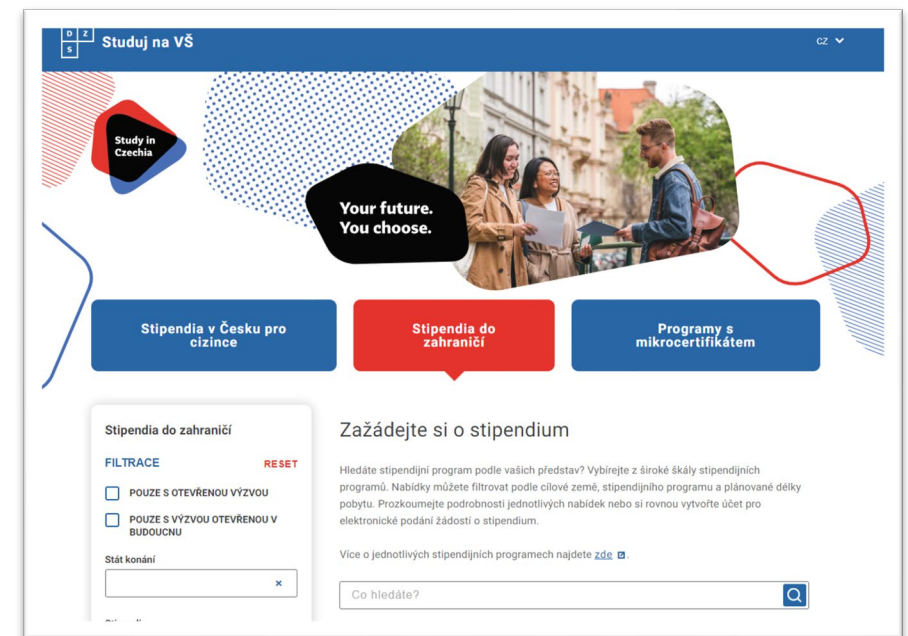 D Z
S
Studuj na VŠ
CZ
Study in
Czechia
Your future.
You choose.
Stipendia v Česku pro
cizince
Stipendia do
zahraničí
Programy s
mikrocertifikátem
Stipendia do zahraničí
FILTRACE
RESET
POUZE S OTEVŘENOU VÝZVOU
POUZE S VÝZVOU OTEVŘENOU V
BUDOUCNU
Stát konání
×
Zažádejte si o stipendium
Hledáte stipendijní program podle vašich představ? Vybírejte z široké škály stipendijních
programů. Nabídky můžete filtrovat podle cílové země, stipendijního programu a plánované délky
pobytu. Prozkoumejte podrobnosti jednotlivých nabídek nebo si rovnou vytvořte účet pro
elektronické podání žádostí o stipendium.
Více o jednotlivých stipendijních programech najdete zde.
Co hledáte?